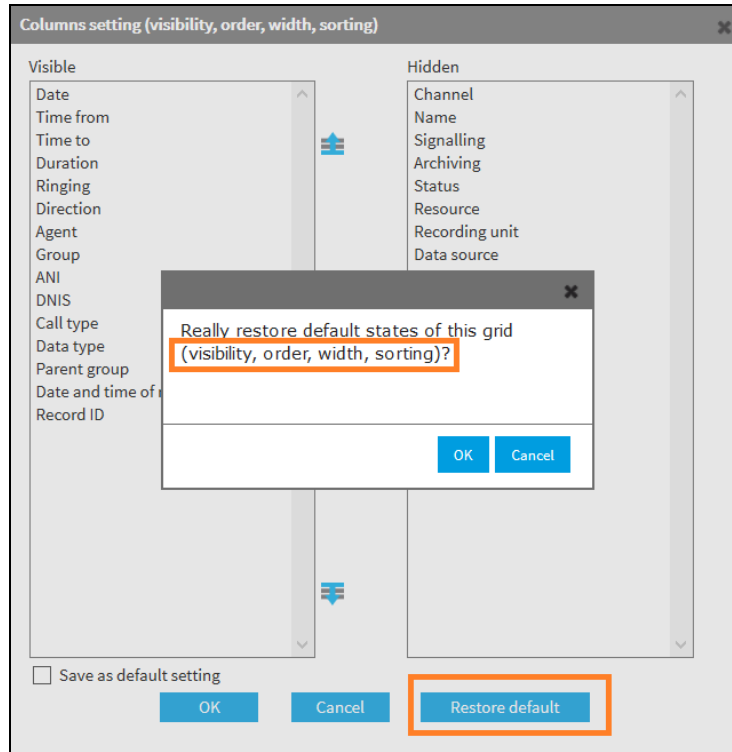 Columns setting (visibility, order, width, sorting)
Visible
Date
Time from
Time to
Duration
Ringing
Direction
Agent
Group
ANI
DNIS
Call type
Data type
Parent group
Date and time of
Record ID
Hidden
Channel
Name
Signalling
Archiving
Status
Resource
Recording unit
Data source
Really restore default states of this grid
(visibility, order, width, sorting)?
OK Cancel
Save as default setting
OK Cancel Restore default